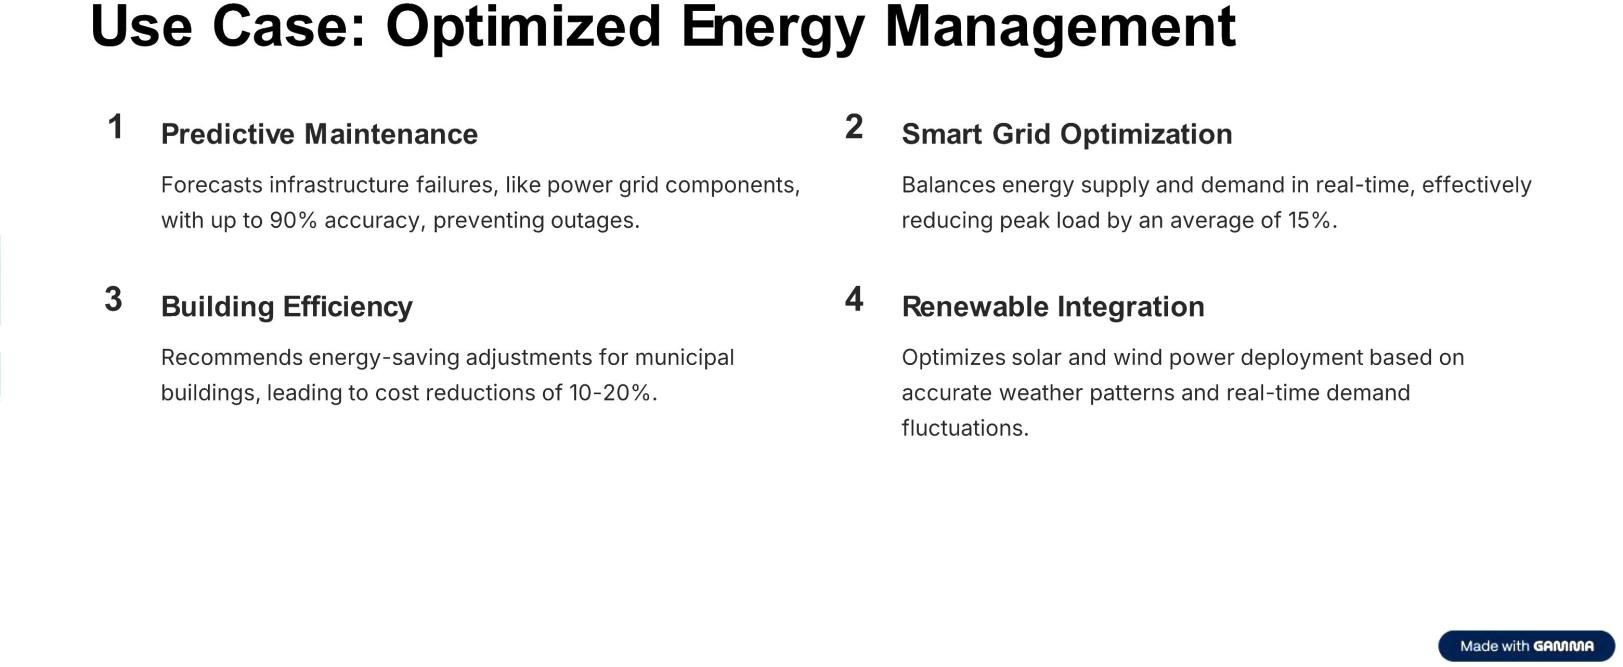 Use Case: Optimized Energy Management
1
Predictive Maintenance
Forecasts infrastructure failures, like power grid components,
with up to 90% accuracy, preventing outages.
2
Smart Grid Optimization
Balances energy supply and demand in real-time, effectively
reducing peak load by an average of 15%.
3
Building Efficiency
Recommends energy-saving adjustments for municipal
buildings, leading to cost reductions of 10-20%.
4
Renewable Integration
Optimizes solar and wind power deployment based on
accurate weather patterns and real-time demand
fluctuations.
Made with GAMMA